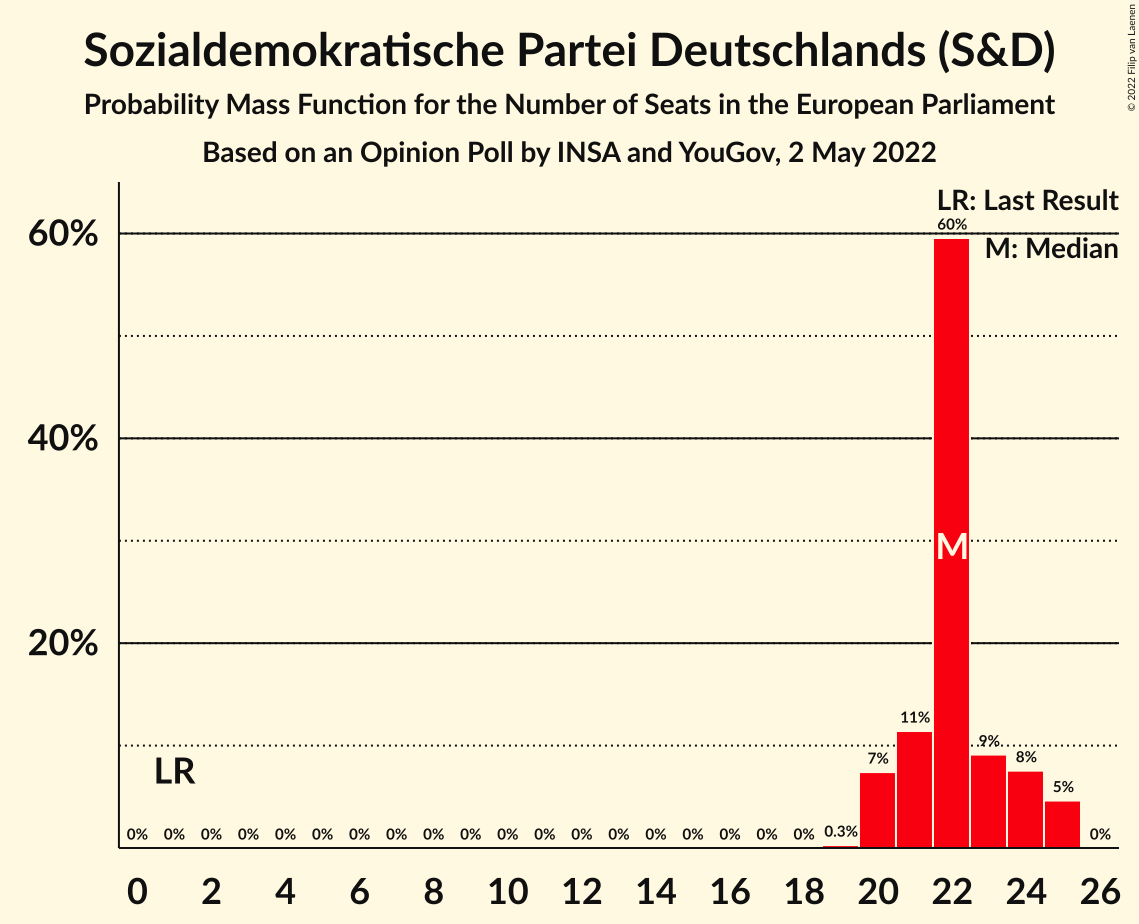 Sozialdemokratische Partei Deutschlands (S&D)
Probability Mass Function for the Number of Seats in the European Parliament
Based on an Opinion Poll by INSA and YouGov, 2 May 2022
© 2022 Filip van Laenen
LR: Last Result
M: Median
60%
40%
20%
60%
M
LR
0% 0% 0% 0% 0% 0% 0% 0% 0% 0% 0% 0% 0% 0% 0% 0% 0% 0% 0% 0.3% 7% 11% 9% 8% 5% 0%
0 2 4 6 8 10 12 14 16 18 20 22 24 26